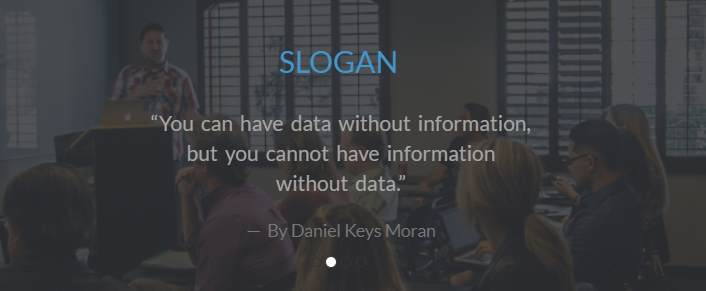 SLOGAN
“You can have data without information,
but you cannot have information
without data.”
— By Daniel Keys Moran